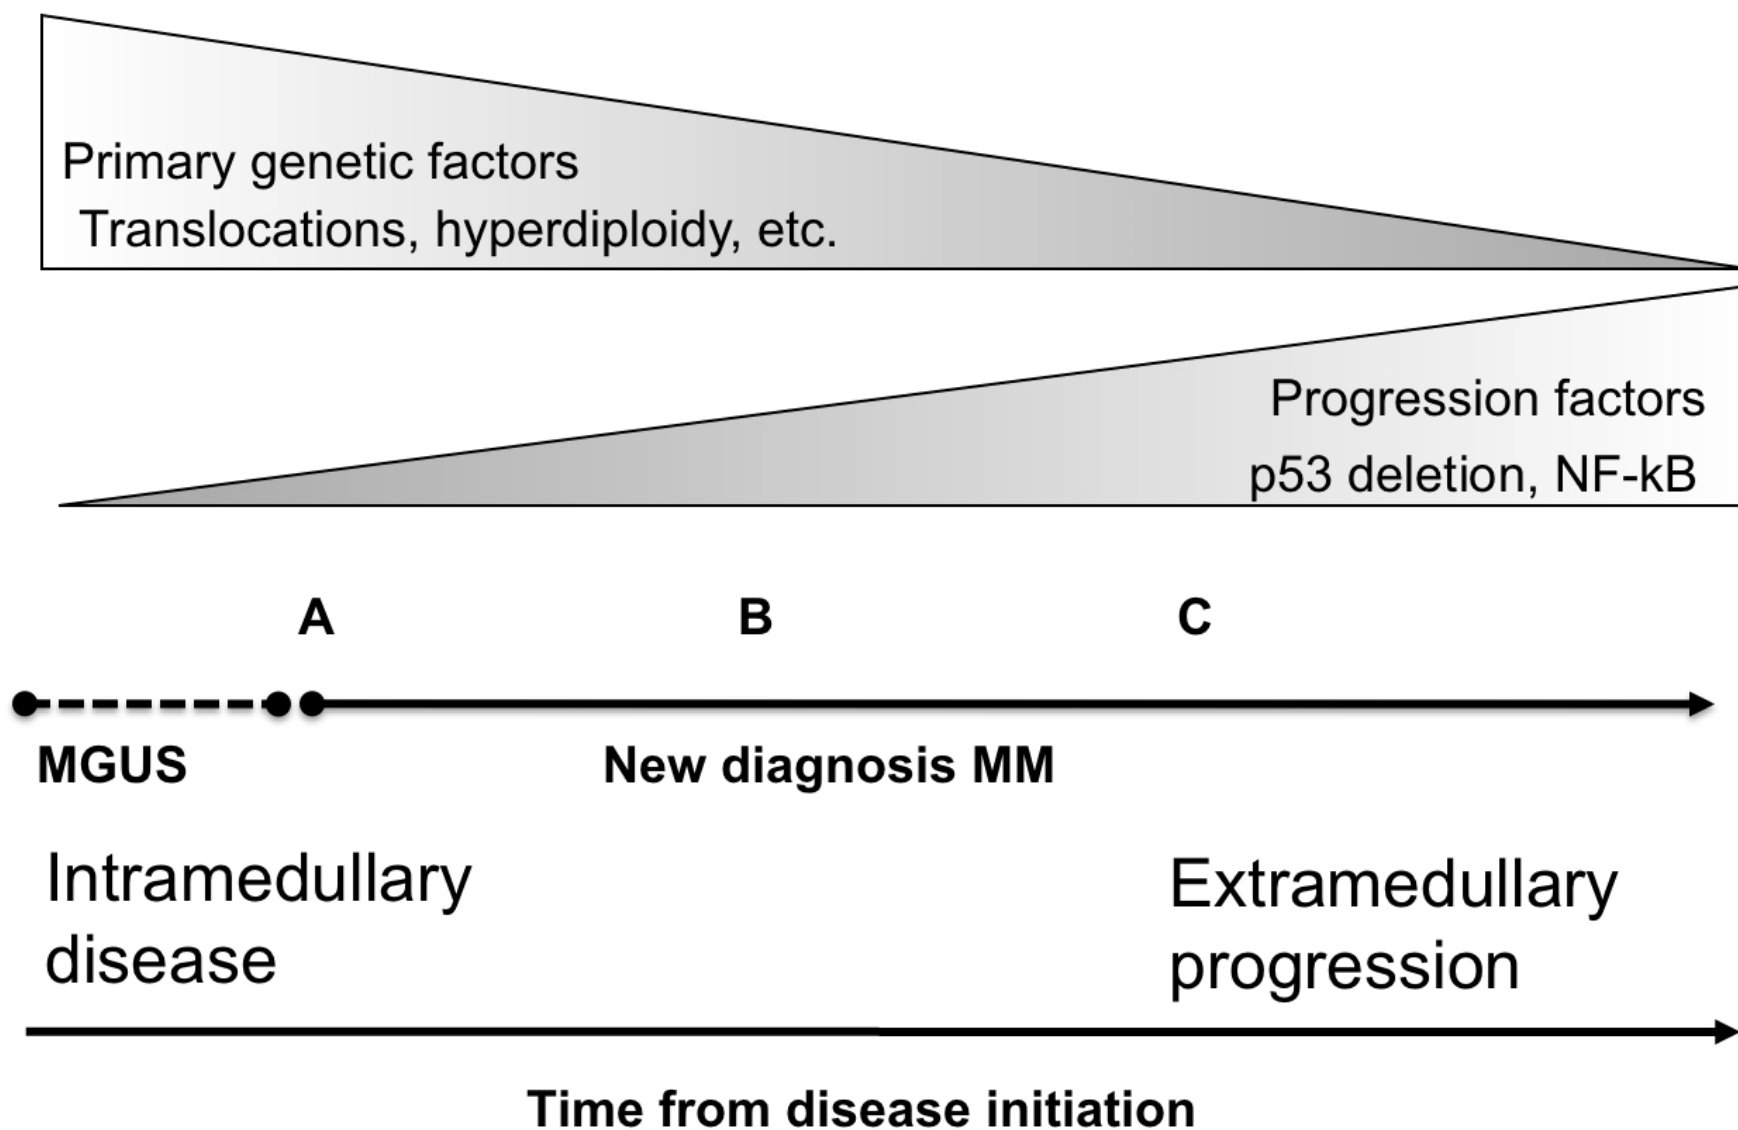 Primary genetic factors
Translocations, hyperdiploidy, etc.
Progression factors
p53 deletion, NF-kB
A B C
MGUS New diagnosis MM
Intramedullary
disease
Extramedullary
progression
Time from disease initiation